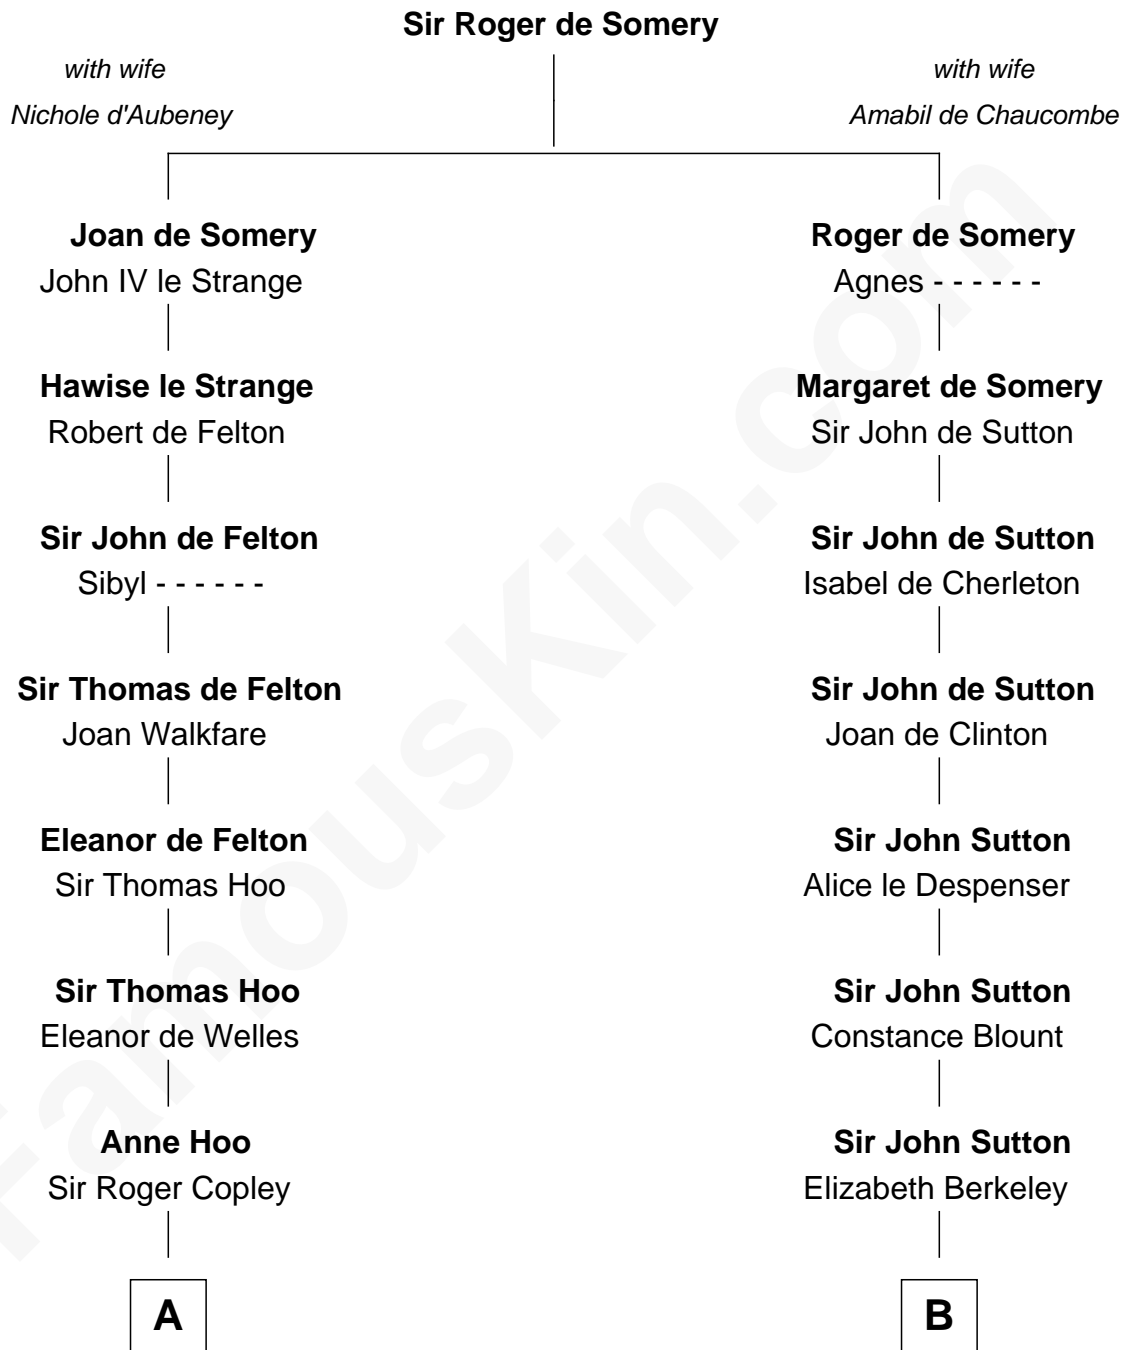 Sir Roger de Somery
with wife
Nichole d'Aubeney
with wife
Amabil de Chaucombe
Joan de Somery
John IV le Strange
Roger de Somery
Agnes - - - - - -
Hawise le Strange
Robert de Felton
Margaret de Somery
Sir John de Sutton
Sir John de Felton
Sibyl - - - - - -
Sir John de Sutton
Isabel de Cherleton
Sir Thomas de Felton
Joan Walkfare
Sir John de Sutton
Joan de Clinton
Eleanor de Felton
Sir Thomas Hoo
Sir John Sutton
Alice le Despenser
Sir Thomas Hoo
Eleanor de Welles
Sir John Sutton
Constance Blount
Anne Hoo
Sir Roger Copley
Sir John Sutton
Elizabeth Berkeley
A
B
FamousKin.com